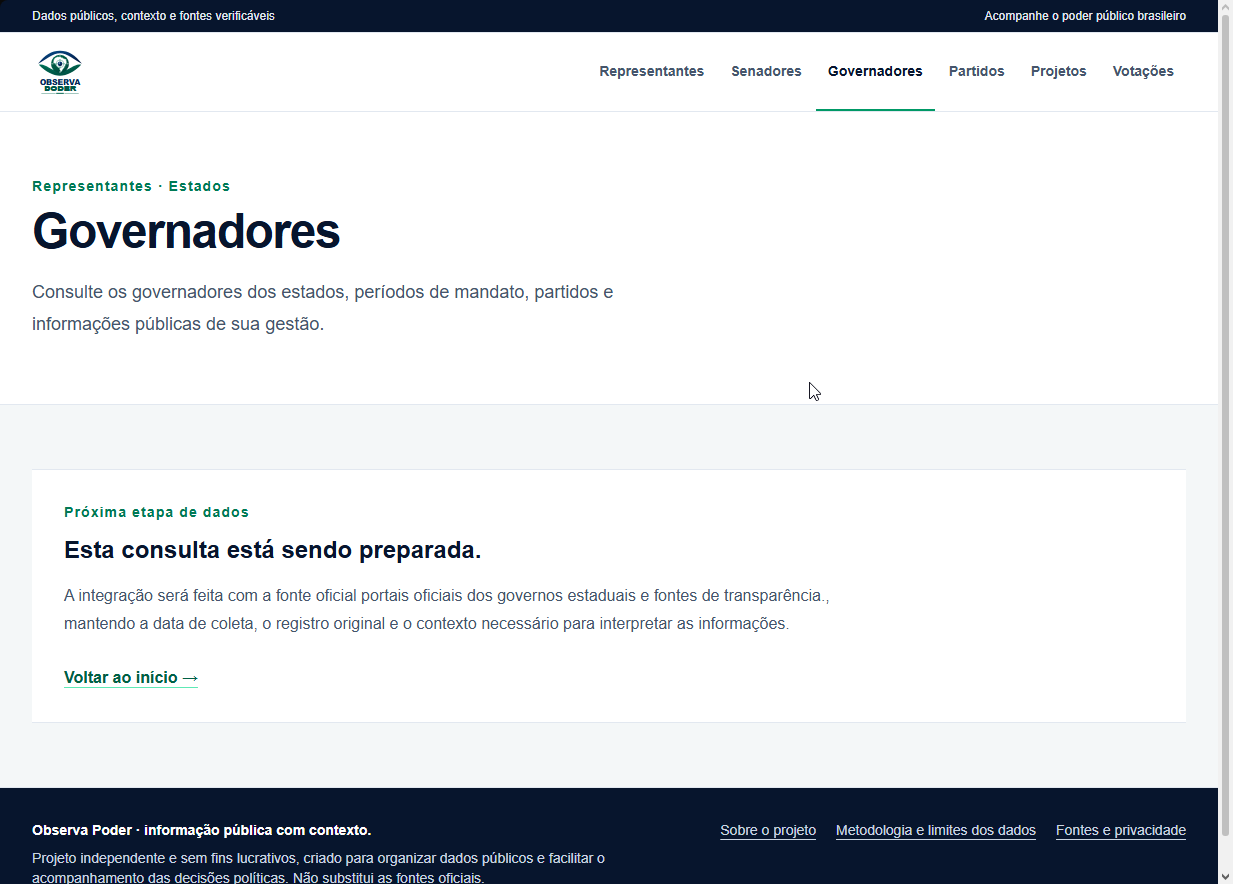 Dados públicos, contexto e fontes verificáveis
Acompanhe o poder público brasileiro
OBSERVA
PODER
Representantes
Senadores
Governadores
Partidos
Projetos
Votações
Representantes · Estados
Governadores
Consulte os governadores dos estados, períodos de mandato, partidos e
informações públicas de sua gestão.
Próxima etapa de dados
Esta consulta está sendo preparada.
A integração será feita com a fonte oficial portais oficiais dos governos estaduais e fontes de transparência.,
mantendo a data de coleta, o registro original e o contexto necessário para interpretar as informações.
Voltar ao início →
Observa Poder · informação pública com contexto.
Sobre o projeto
Metodologia e limites dos dados
Fontes e privacidade
Projeto independente e sem fins lucrativos, criado para organizar dados públicos e facilitar o
acompanhamento das decisões políticas. Não substitui as fontes oficiais.